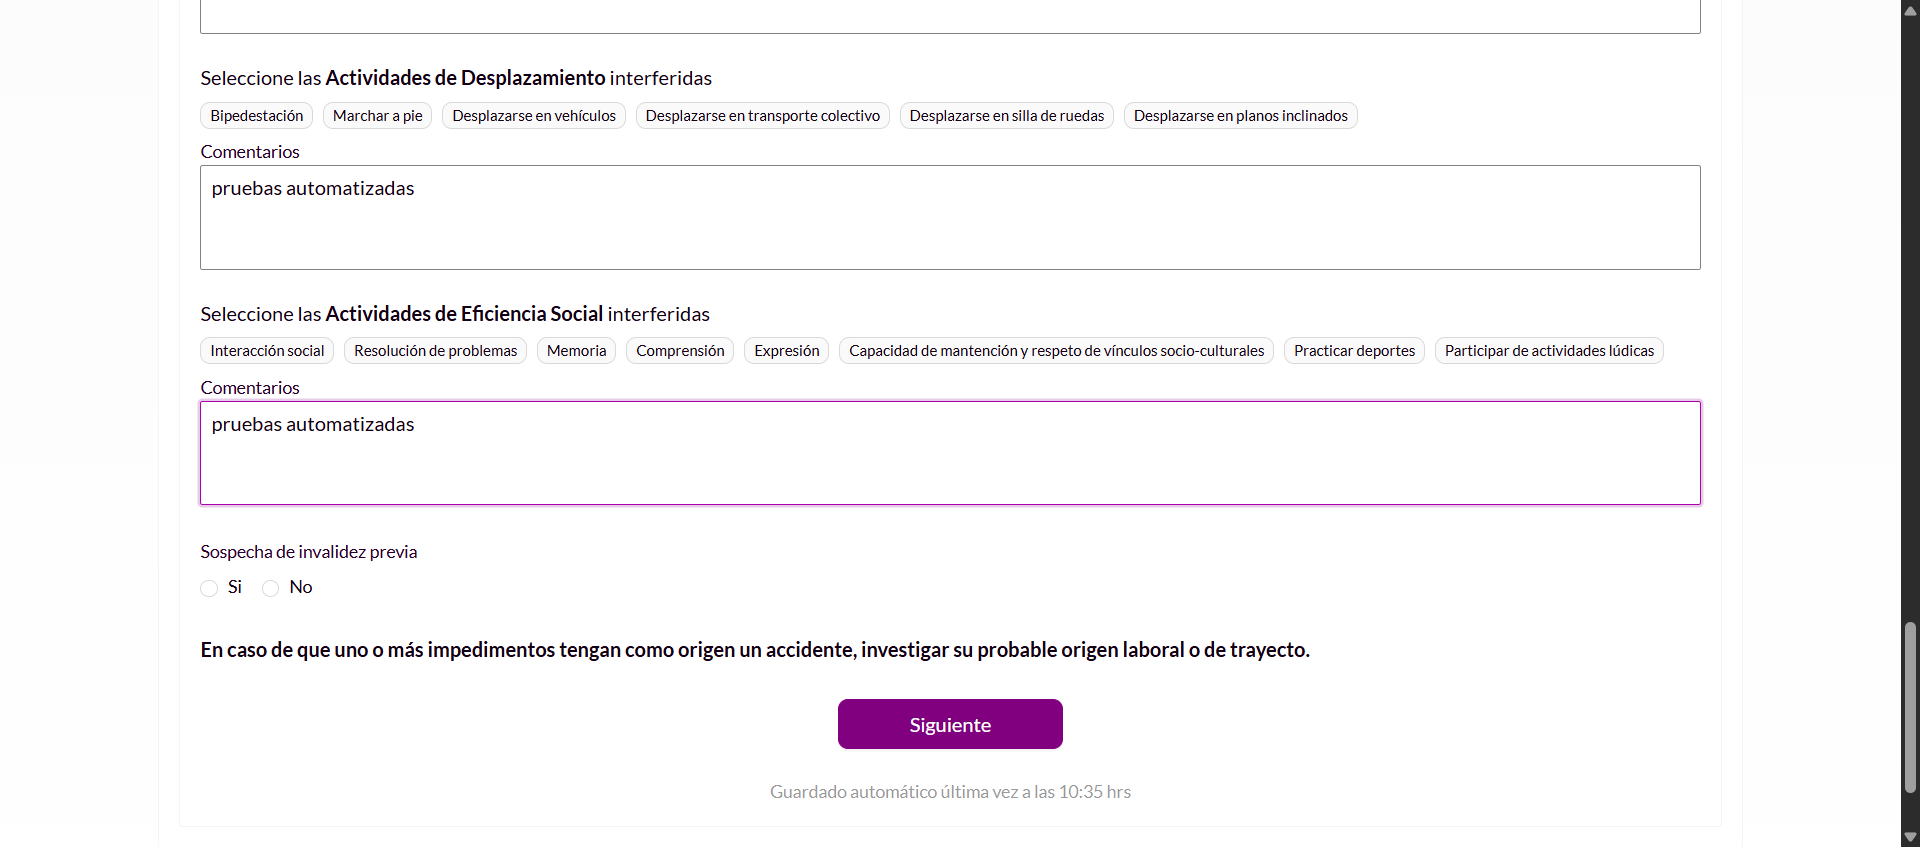 Seleccione las Actividades de Desplazamiento interferidas
Bipedestación Marchar a pie Desplazarse en vehículos Desplazarse en transporte colectivo Desplazarse en silla de ruedas Desplazarse en planos inclinados
Comentarios
pruebas automatizadas
Seleccione las Actividades de Eficiencia Social interferidas
Interacción social Resolución de problemas Memoria Comprensión Expresión Capacidad de mantención y respeto de vínculos socio-culturales Practicar deportes Participar de actividades lúdicas
Comentarios
pruebas automatizadas
Sospecha de invalidez previa
Si No
En caso de que uno o más impedimentos tengan como origen un accidente, investigar su probable origen laboral o de trayecto.
Siguiente
Guardado automático última vez a las 10:35 hrs